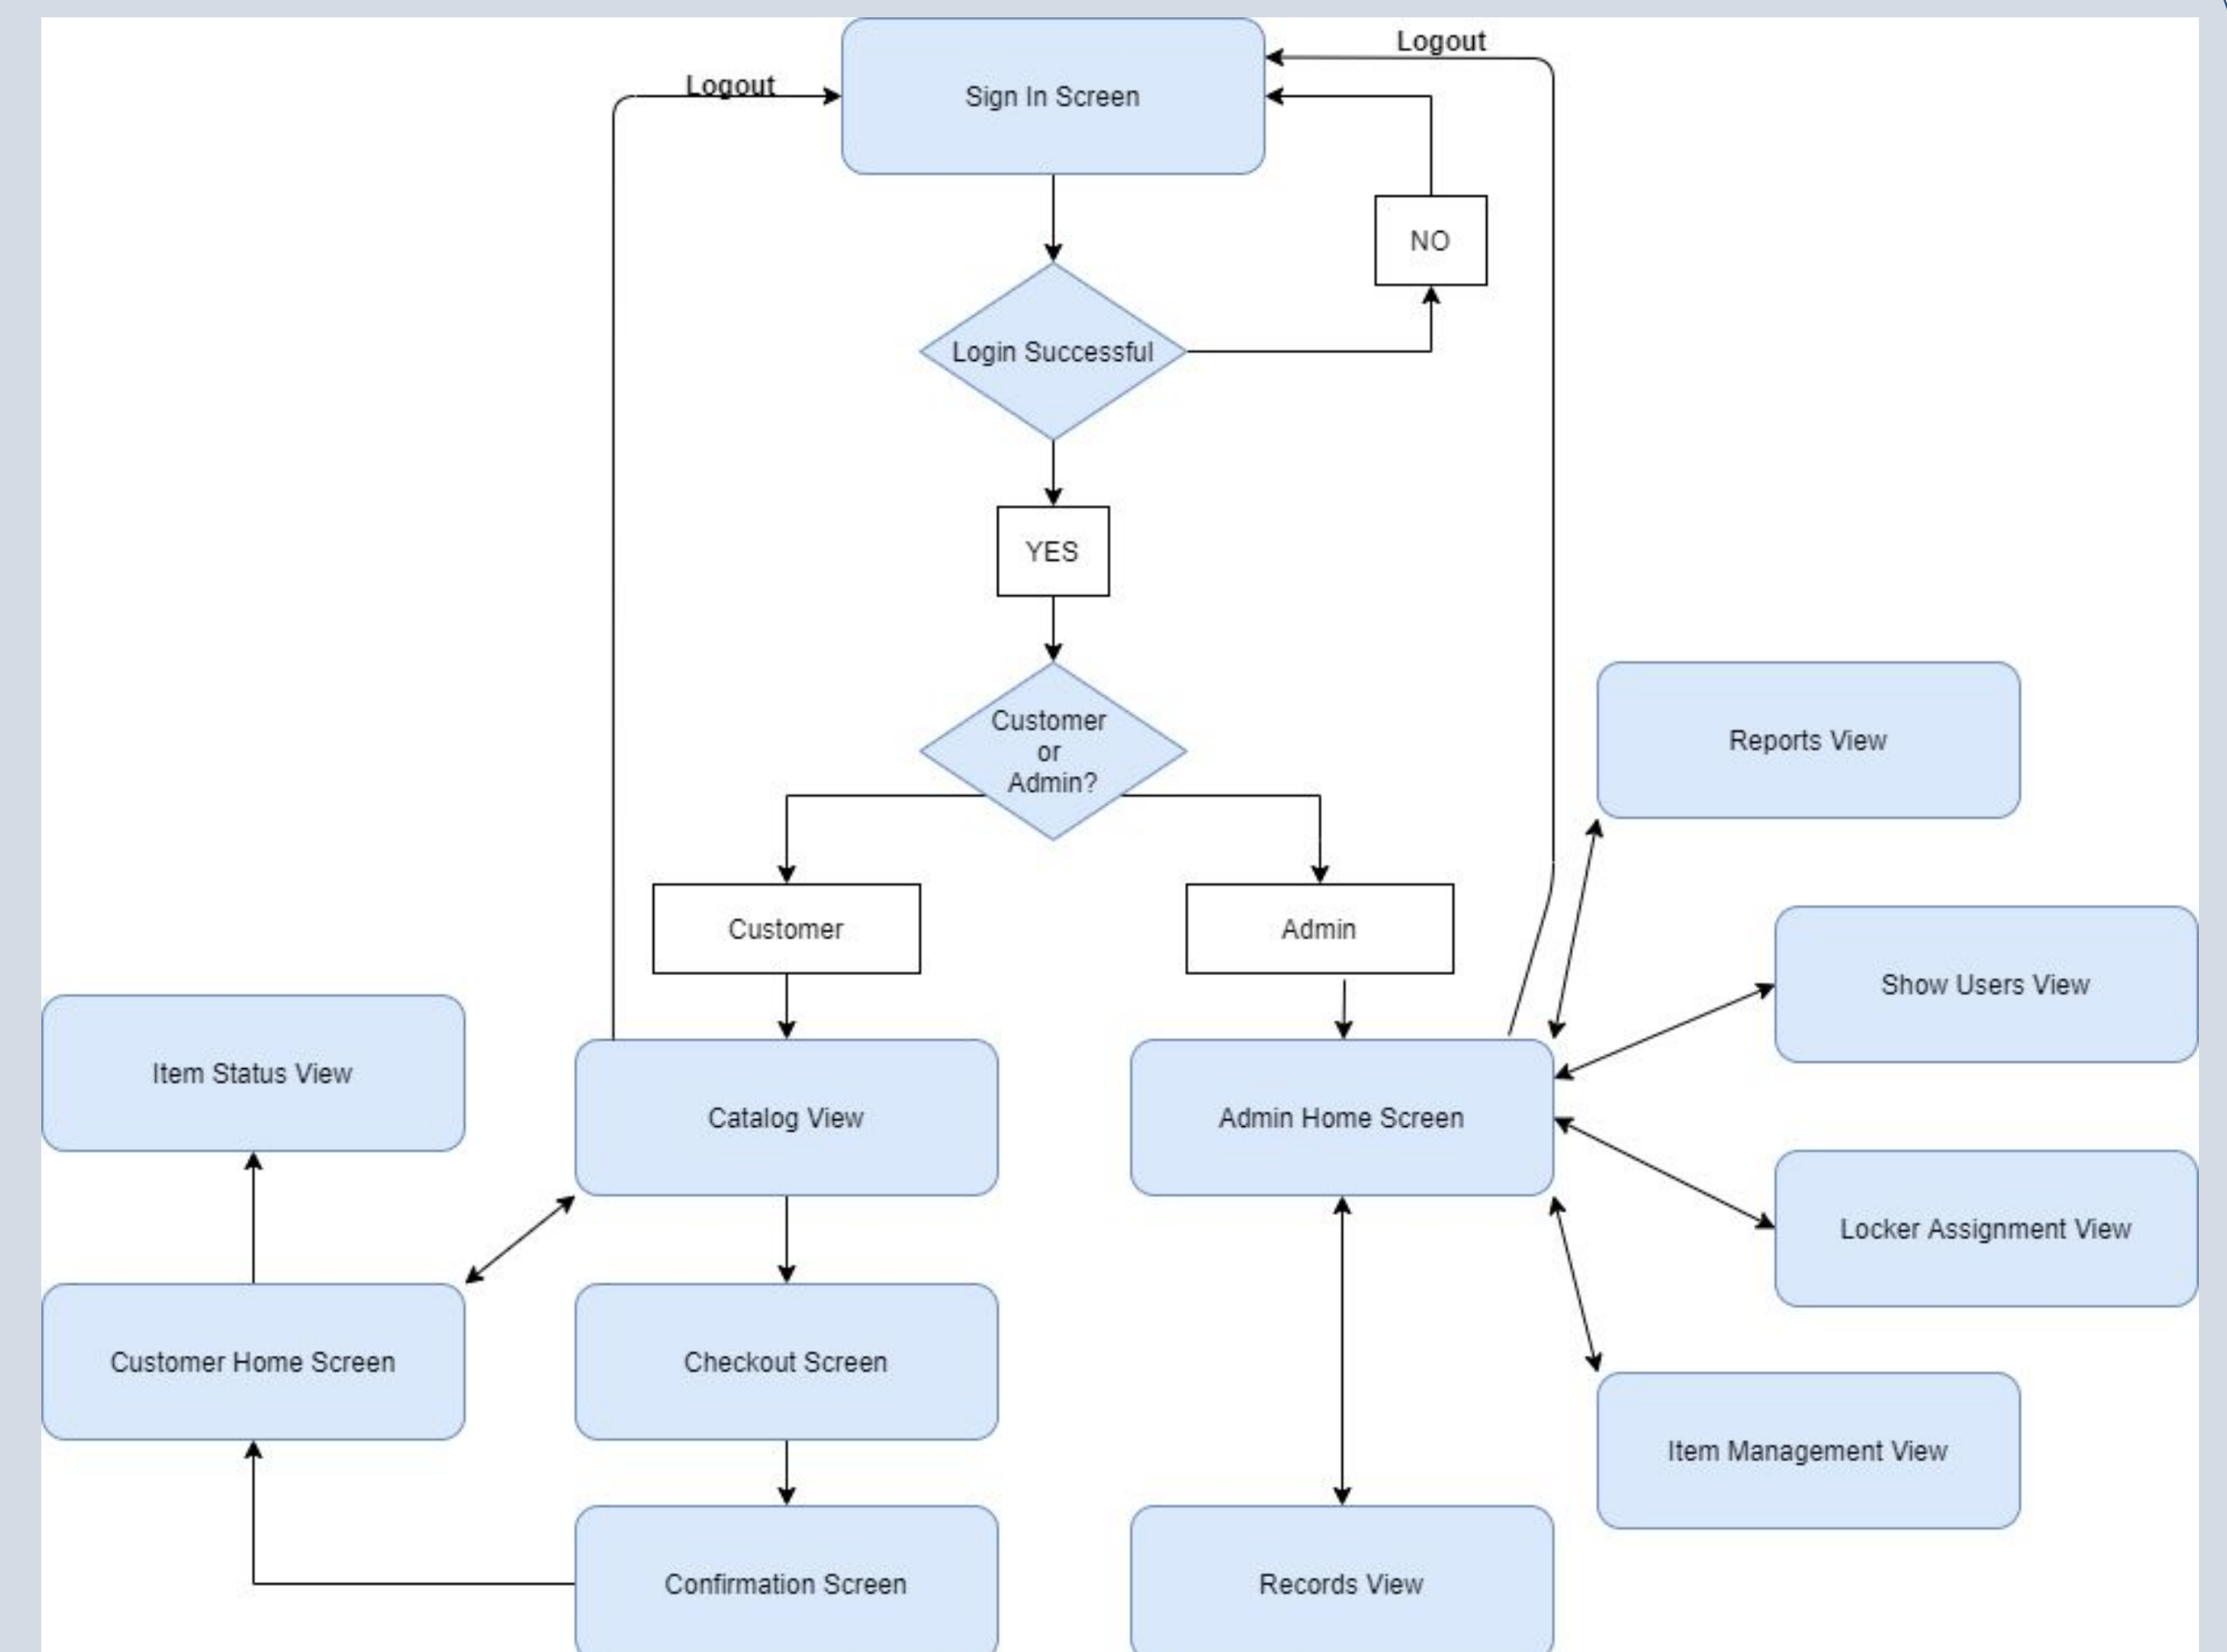 Logout
Logout
Sign In Screen
NO
Login Successful
YES
Customer
or
Admin?
Reports View
Customer
Admin
Show Users View
Item Status View
Catalog View
Admin Home Screen
Locker Assignment View
Customer Home Screen
Checkout Screen
Item Management View
Confirmation Screen
Records View